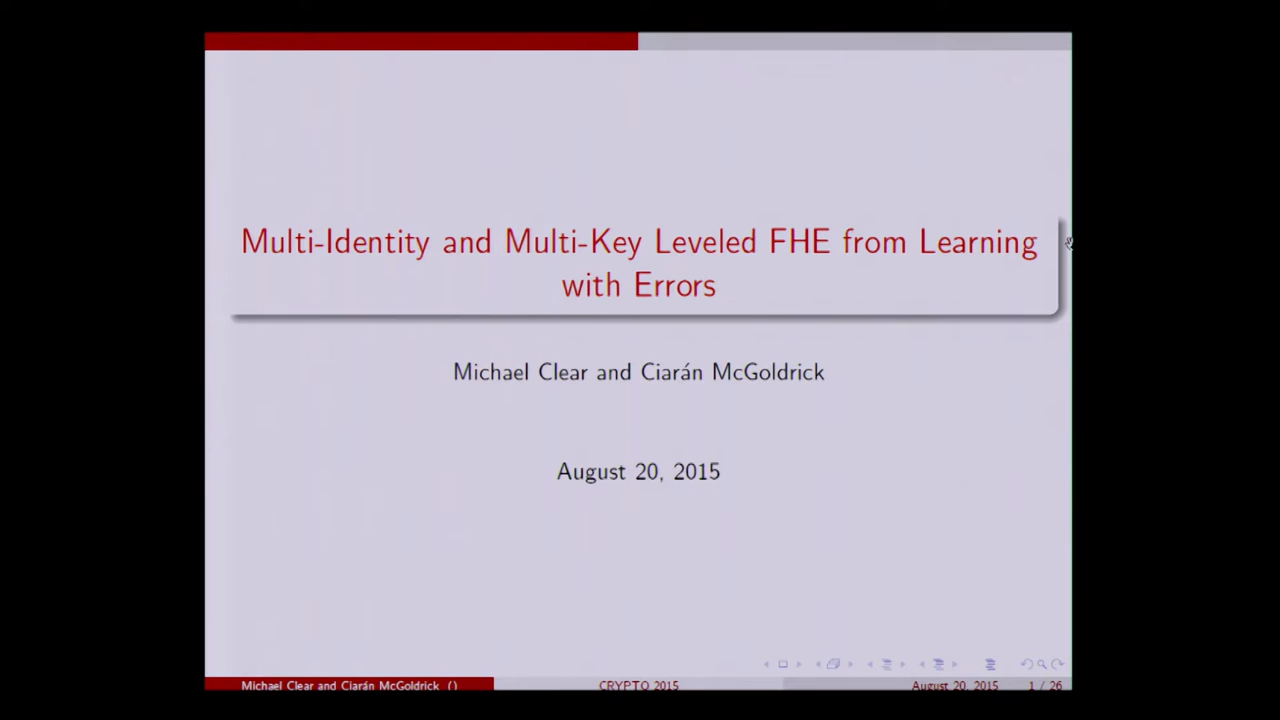 Multi-Identity and Multi-Key Leveled FHE from Learning
with Errors
Michael Clear and Ciarán McGoldrick
August 20, 2015
Michael Clear and Ciarán McGoldrick () CRYPTO 2015 August 20, 2015 1 / 26